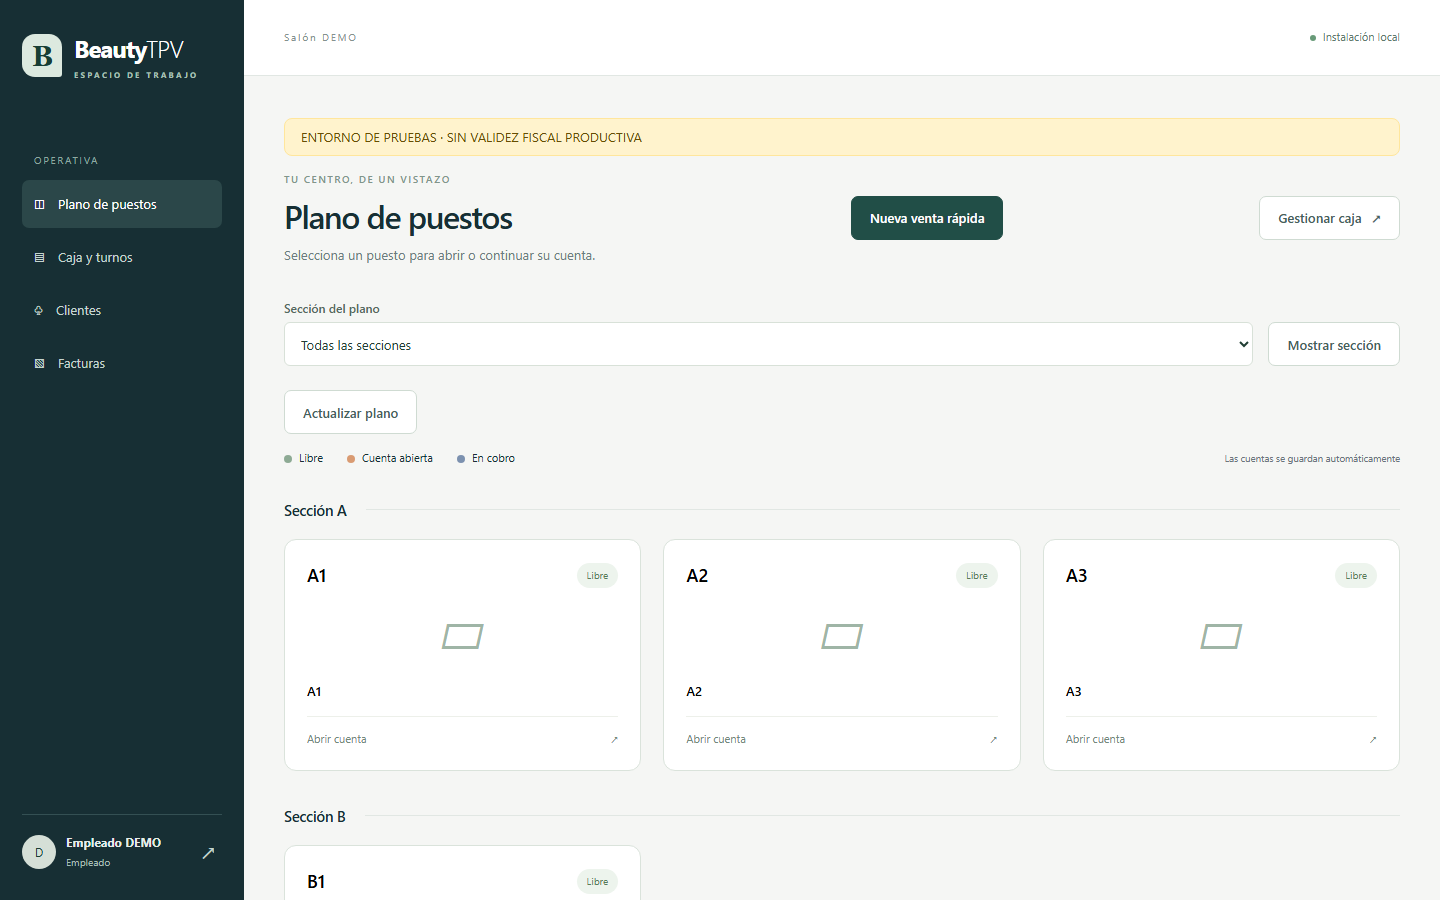 B
BeautyTPV
ESPACIO DE TRABAJO
OPERATIVA
Plano de puestos
Caja y turnos
Clientes
Facturas
D
Empleado DEMO
Empleado
↗
Salón DEMO
Instalación local
ENTORNO DE PRUEBAS · SIN VALIDEZ FISCAL PRODUCTIVA
TU CENTRO, DE UN VISTAZO
Plano de puestos
Nueva venta rápida
Gestionar caja ↗
Selecciona un puesto para abrir o continuar su cuenta.
Sección del plano
Todas las secciones
Mostrar sección
Actualizar plano
Libre
Cuenta abierta
En cobro
Las cuentas se guardan automáticamente
Sección A
A1
Libre
A1
Abrir cuenta ↗
A2
Libre
A2
Abrir cuenta ↗
A3
Libre
A3
Abrir cuenta ↗
Sección B
B1
Libre